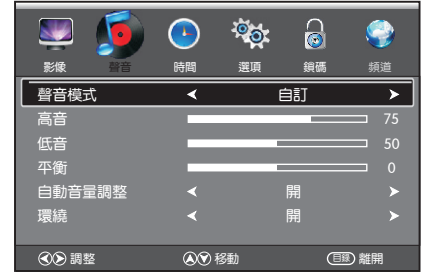 影像 聲音 時間 選項 鎖碼 頻道
聲音模式 自訂
高音 75
低音 50
平衡 0
自動音量調整 開
環繞 開
調整 移動 目錄 離開